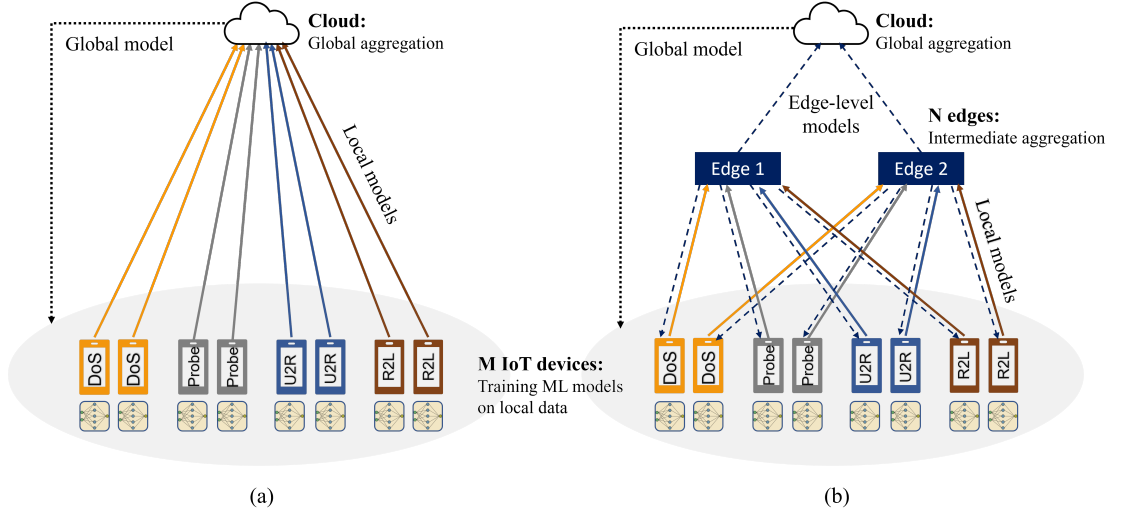 Cloud:
Global aggregation
Global model
Local models
DoS
DoS
Probe
Probe
U2R
U2R
R2L
R2L
M IoT devices:
Training ML models
on local data
(a)
Cloud:
Global aggregation
Global model
Edge-level
models
N edges:
Intermediate aggregation
Edge 1
Edge 2
Local models
DoS
DoS
Probe
Probe
U2R
U2R
R2L
R2L
(b)